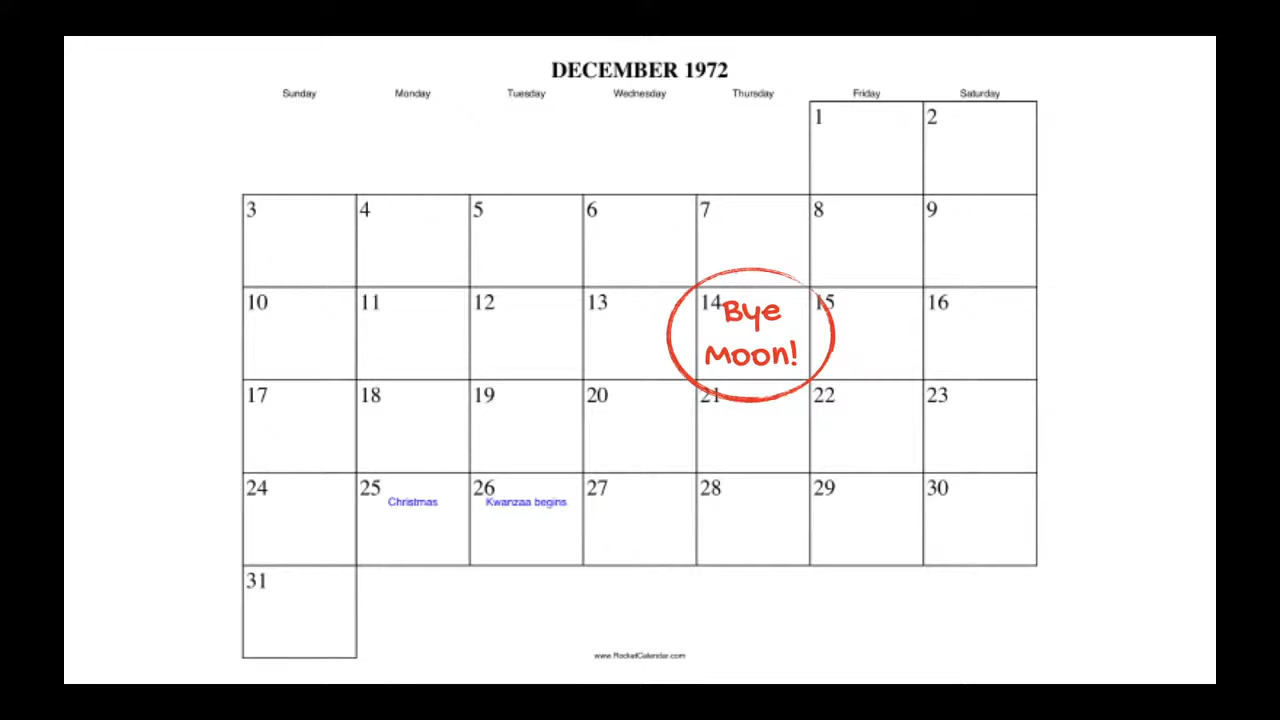 DECEMBER 1972
Sunday Monday Tuesday Wednesday Thursday Friday Saturday
1 2
3 4 5 6 7 8 9
10 11 12 13 14 15 16
Bye
Moon!
17 18 19 20 21 22 23
24 25 26 27 28 29 30
Christmas Kwanzaa begins
31
www.RocketCalendar.com